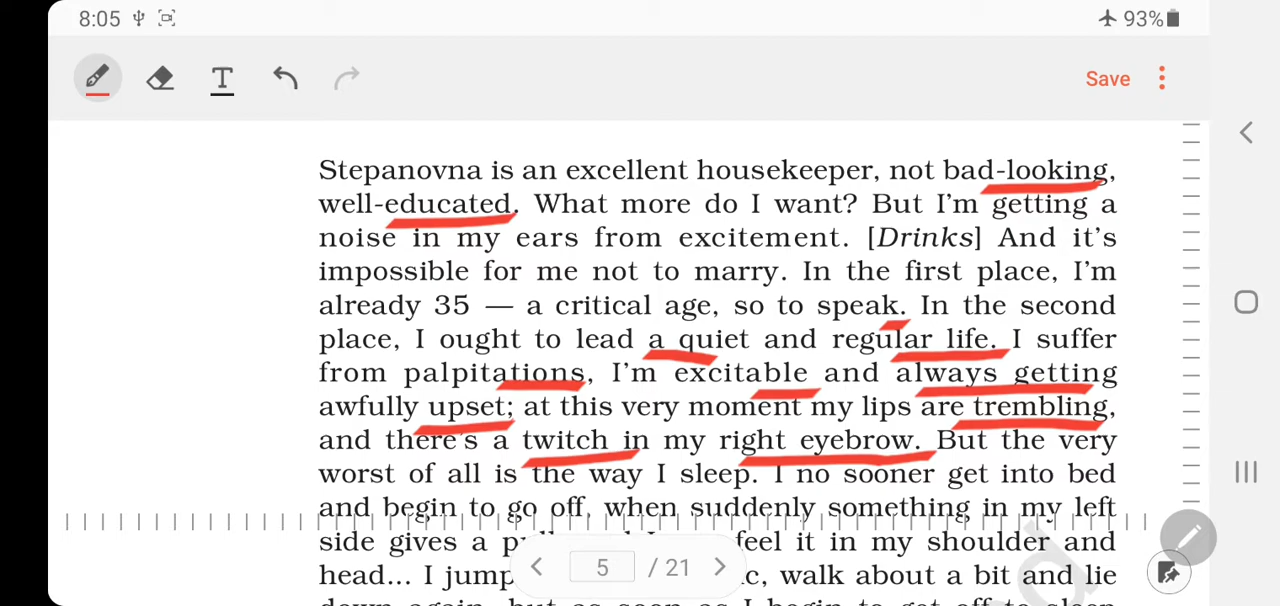 8:05
93%
T
Save
Stepanovna is an excellent housekeeper, not bad-looking,
well-educated. What more do I want? But I'm getting a
noise in my ears from excitement. [Drinks] And it's
impossible for me not to marry. In the first place, I'm
already 35 — a critical age, so to speak. In the second
place, I ought to lead a quiet and regular life. I suffer
from palpitations, I'm excitable and always getting
awfully upset; at this very moment my lips are trembling,
and there's a twitch in my right eyebrow. But the very
worst of all is the way I sleep. I no sooner get into bed
and begin to go off, when suddenly something in my left
side gives a feel it in my shoulder and
head... I jump walk about a bit and lie
5 / 21